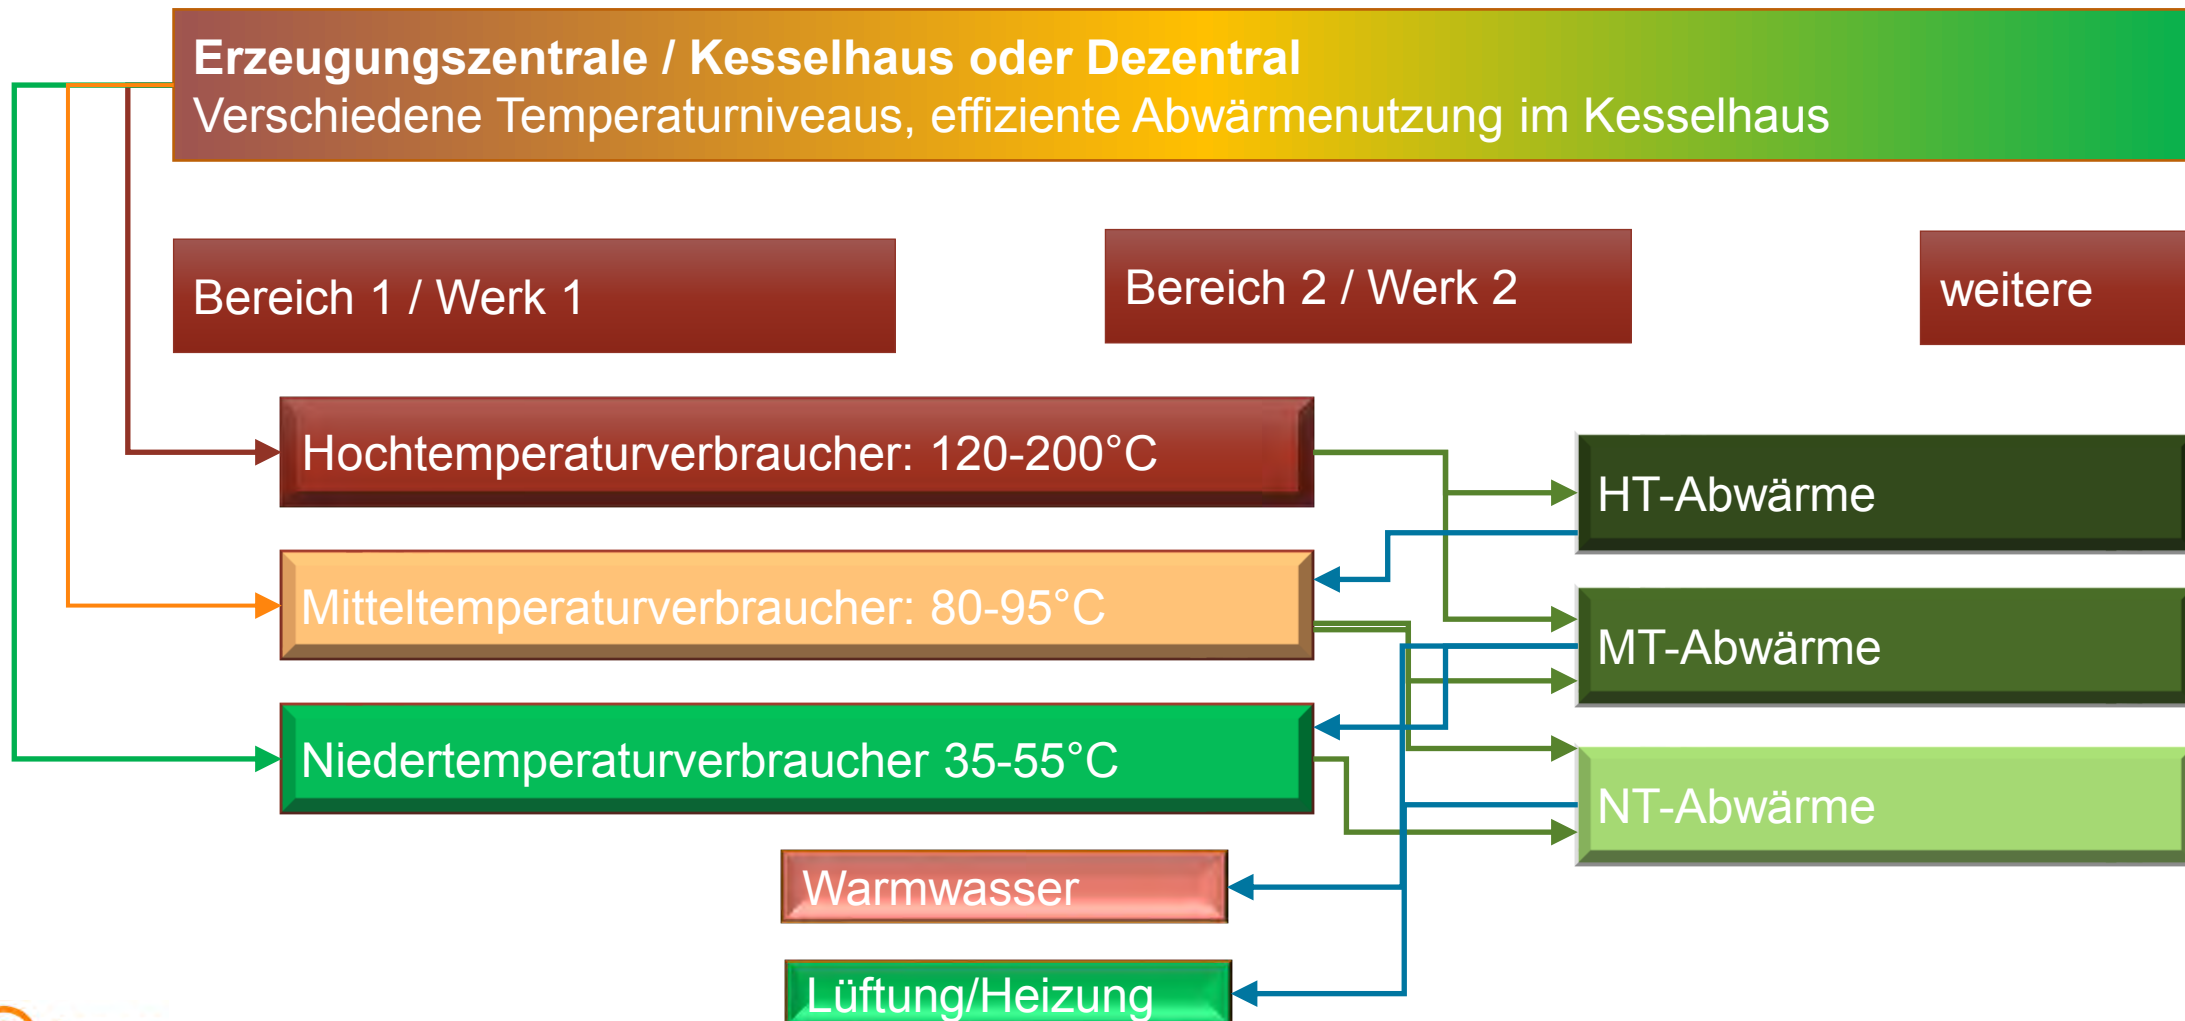 Erzeugungszentrale / Kesselhaus oder Dezentral
Verschiedene Temperaturniveaus, effiziente Abwärmenutzung im Kesselhaus
Bereich 1 / Werk 1
Bereich 2 / Werk 2
weitere
Hochtemperaturverbraucher: 120-200°C
HT-Abwärme
Mitteltemperaturverbraucher: 80-95°C
MT-Abwärme
Niedertemperaturverbraucher 35-55°C
NT-Abwärme
Warmwasser
Lüftung/Heizung